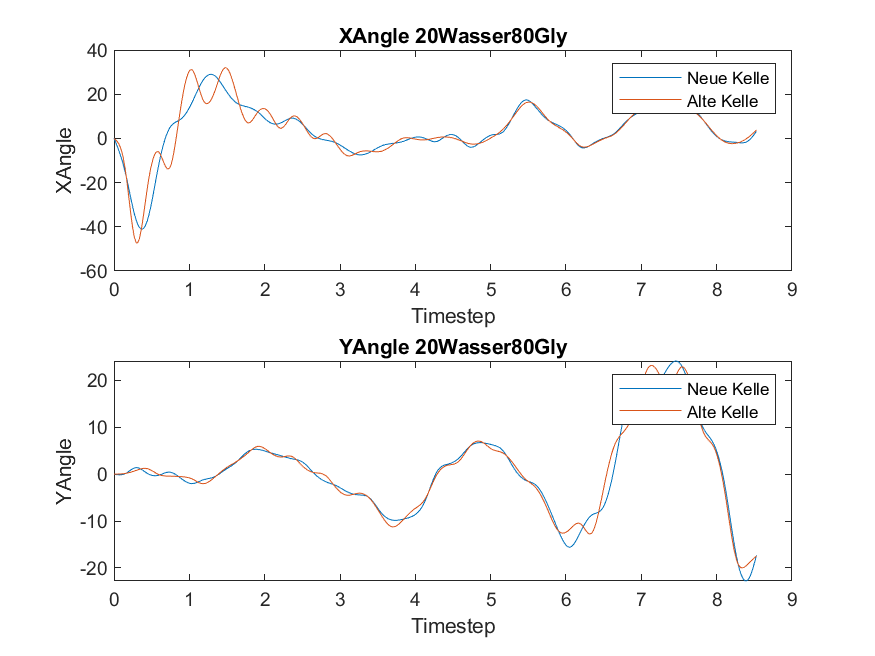 XAngle 20Wasser80Gly
40
20
0
-20
-40
-60
XAngle
Neue Kelle
Alte Kelle
0 1 2 3 4 5 6 7 8 9
Timestep
YAngle 20Wasser80Gly
20
10
0
-10
-20
YAngle
Neue Kelle
Alte Kelle
0 1 2 3 4 5 6 7 8 9
Timestep